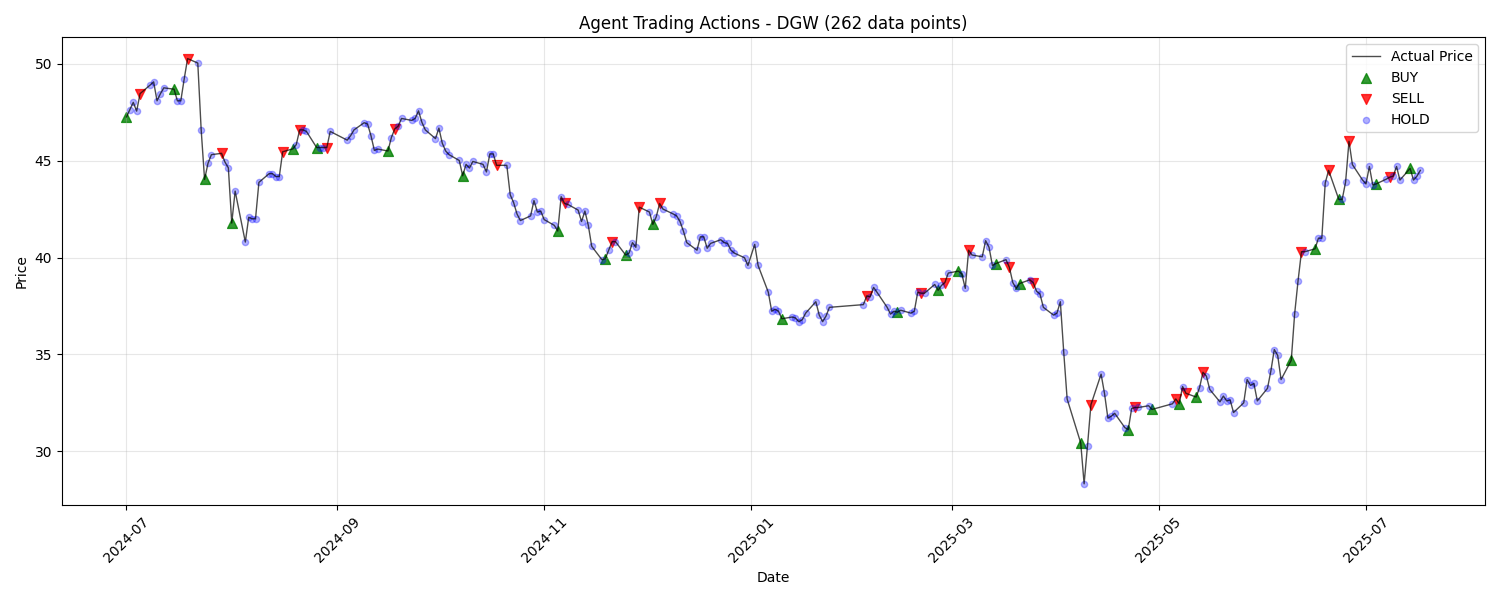 Agent Trading Actions - DGW (262 data points)
Actual Price
BUY
SELL
HOLD
Price
50
45
40
35
30
2024-07
2024-09
2024-11
2025-01
2025-03
2025-05
2025-07
Date